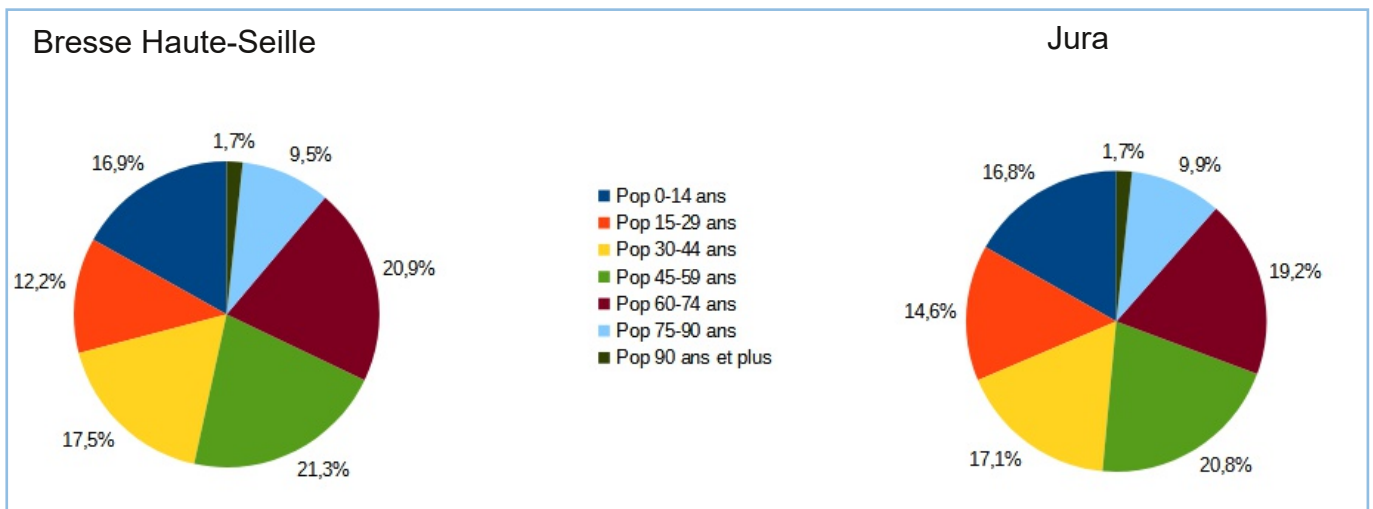 Bresse Haute-Seille
Jura
1,7%
9,5%
16,9%
20,9%
12,2%
17,5%
21,3%
Pop 0-14 ans
Pop 15-29 ans
Pop 30-44 ans
Pop 45-59 ans
Pop 60-74 ans
Pop 75-90 ans
Pop 90 ans et plus
1,7%
9,9%
16,8%
19,2%
14,6%
17,1%
20,8%